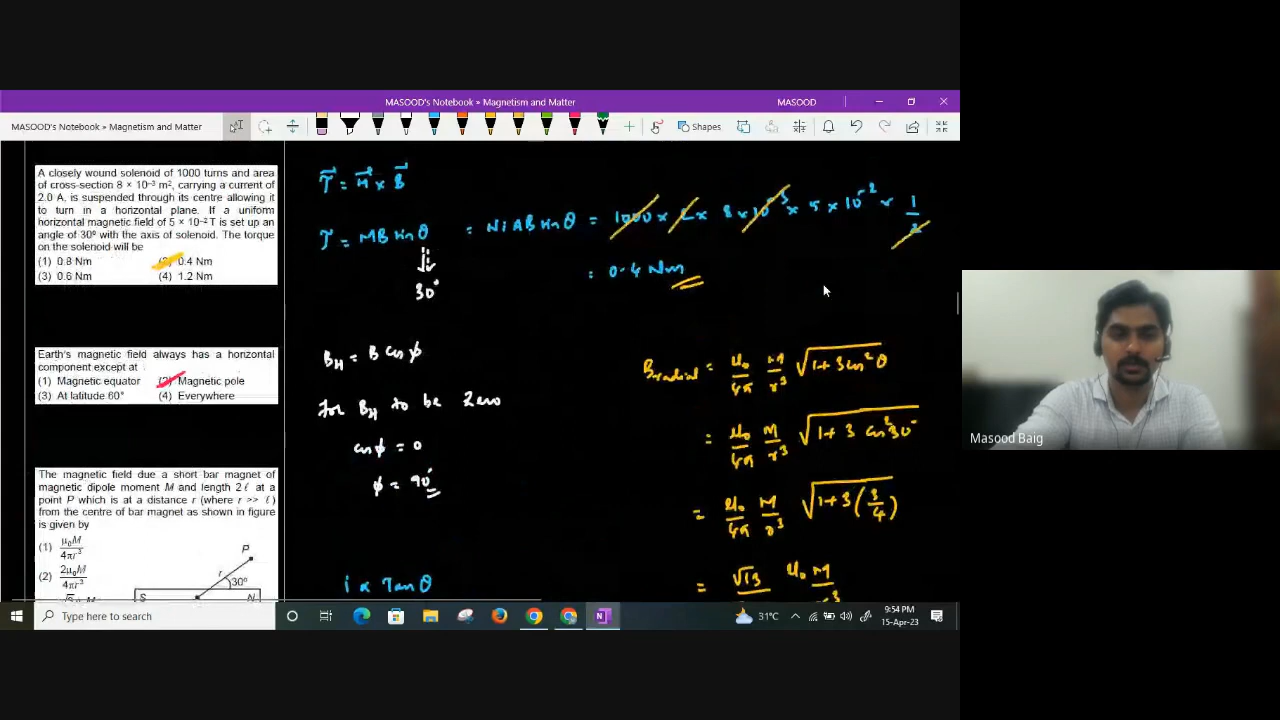 MASOOD's Notebook » Magnetism and Matter
MASOOD
MASOOD's Notebook » Magnetism and Matter
Shapes
A closely wound solenoid of 1000 turns and area
of cross-section 8 × 10⁻³ m², carrying a current of
2.0 A, is suspended through its centre allowing it
to turn in a horizontal plane. If a uniform
horizontal magnetic field of 5 × 10⁻² T is set up an
angle of 30° with the axis of solenoid. The torque
on the solenoid will be
(1) 0.8 Nm (2) 0.4 Nm
(3) 0.6 Nm (4) 1.2 Nm
τ⃗ = M⃗ × B⃗
τ = MB sin θ = NiAB sin θ = 1000 × 2 × 8 × 10⁻³ × 5 × 10⁻² × 1/2
30°
= 0.4 Nm
Earth's magnetic field always has a horizontal
component except at
(1) Magnetic equator (2) Magnetic pole
(3) At latitude 60° (4) Everywhere
B_H = B cos ϕ
for B_H to be Zero
cos ϕ = 0
ϕ = 90°
The magnetic field due a short bar magnet of
magnetic dipole moment M and length 2ℓ at a
point P which is at a distance r (where r >> ℓ)
from the centre of bar magnet as shown in figure
is given by
(1) μ₀M/4πr³
(2) 2μ₀M/4πr³
P
r
30°
S
N
B_radial = μ₀/4π M/r³ √(1 + 3cos²θ)
= μ₀/4π M/r³ √(1 + 3 cos²30°)
= μ₀/4π M/r³ √(1 + 3(3/4))
= √13 μ₀ M
i ∝ Tan θ
Masood Baig
Type here to search
31°C
9:54 PM
15-Apr-23